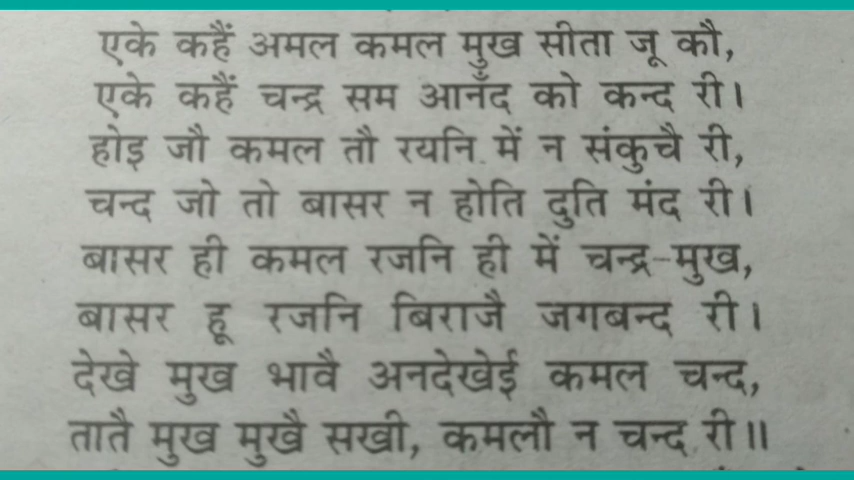 एके कहैं अमल कमल मुख सीता जू कौ,
एके कहैं चन्द्र सम आनँद को कन्द री।
होइ जौ कमल तौ रयनि में न संकुचै री,
चन्द जो तो बासर न होति दुति मंद री।
बासर ही कमल रजनि ही में चन्द्र-मुख,
बासर हू रजनि बिराजै जगबन्द री।
देखे मुख भावै अनदेखेई कमल चन्द,
तातै मुख मुखै सखी, कमलौ न चन्द री॥